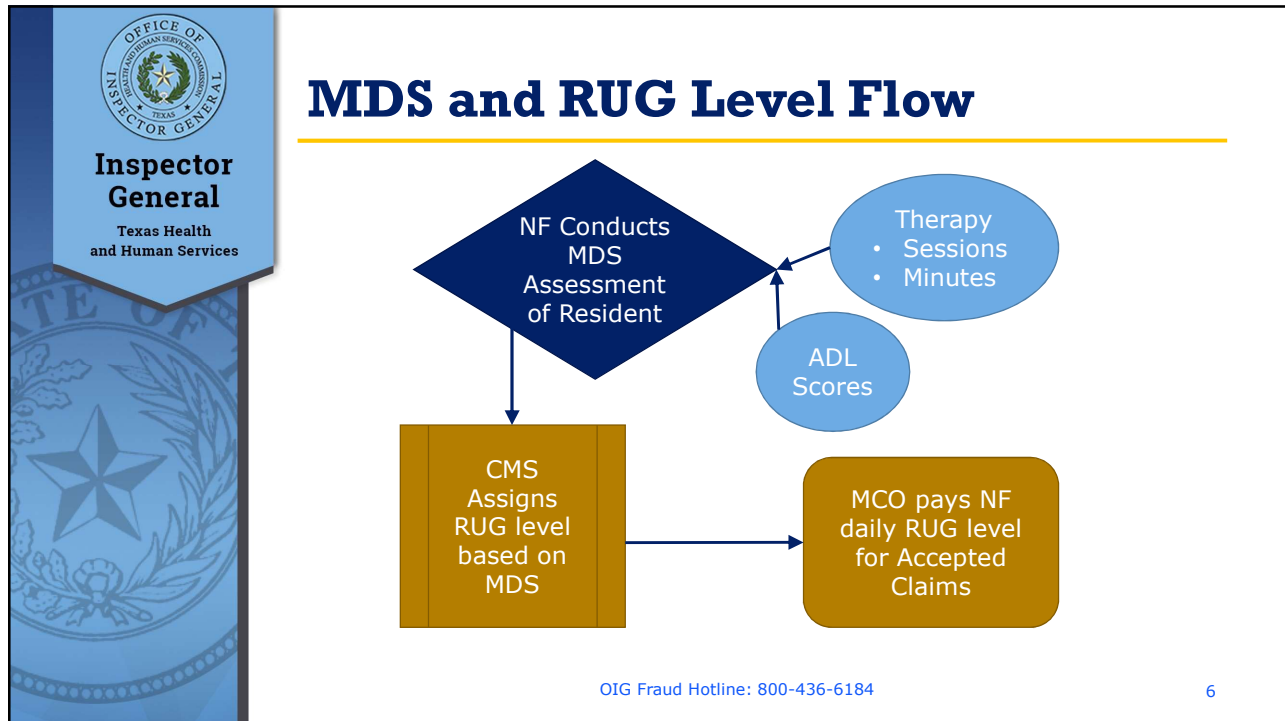 OFFICE OF
INSPECTOR GENERAL
HEALTH AND HUMAN SERVICES COMMISSION
TEXAS
Inspector
General
Texas Health
and Human Services
MDS and RUG Level Flow
NF Conducts
MDS
Assessment
of Resident
Therapy
• Sessions
• Minutes
ADL
Scores
CMS
Assigns
RUG level
based on
MDS
MCO pays NF
daily RUG level
for Accepted
Claims
OIG Fraud Hotline: 800-436-6184
6